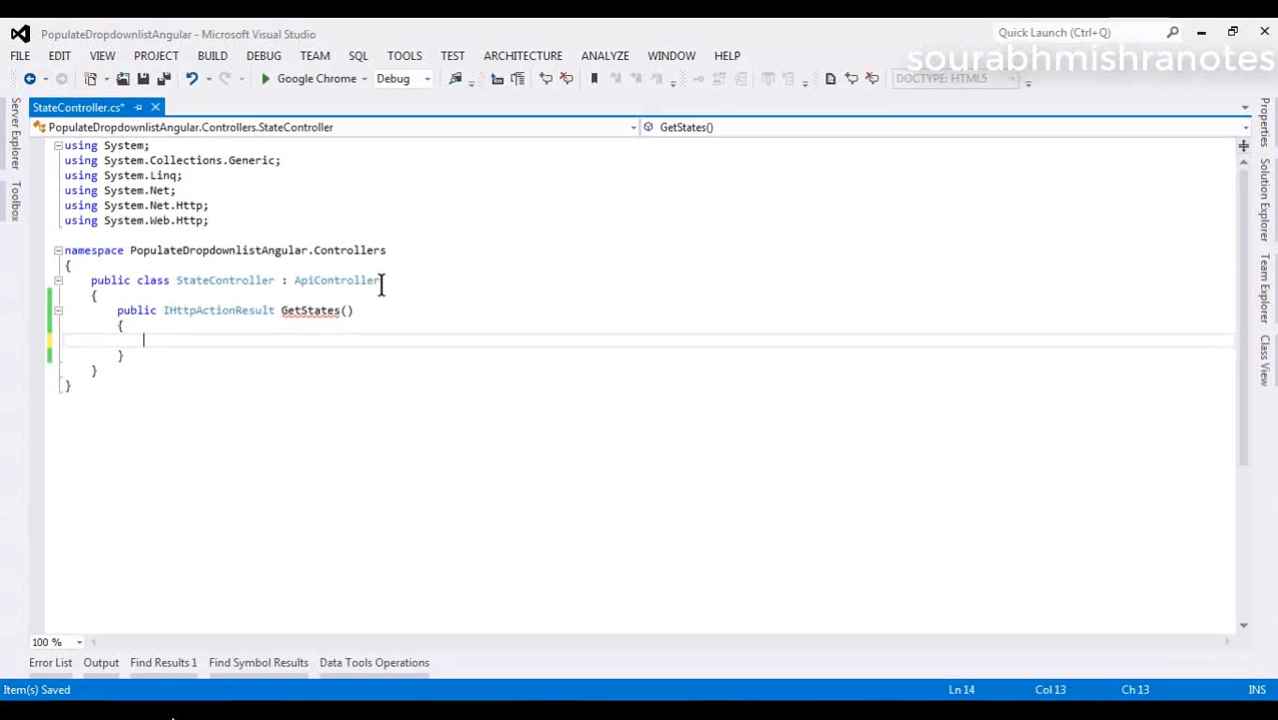 PopulateDropdownlistAngular - Microsoft Visual Studio
Quick Launch (Ctrl+Q)
FILE EDIT VIEW PROJECT BUILD DEBUG TEAM SQL TOOLS TEST ARCHITECTURE ANALYZE WINDOW HELP
sourabhmishranotes
Google Chrome Debug DOCTYPE: HTML5
StateController.cs*
PopulateDropdownlistAngular.Controllers.StateController GetStates()
using System;
using System.Collections.Generic;
using System.Linq;
using System.Net;
using System.Net.Http;
using System.Web.Http;
namespace PopulateDropdownlistAngular.Controllers
{
public class StateController : ApiController
{
public IHttpActionResult GetStates()
{
}
}
}
Server Explorer
Toolbox
Properties
Solution Explorer
Team Explorer
Class View
100 %
Error List Output Find Results 1 Find Symbol Results Data Tools Operations
Item(s) Saved Ln 14 Col 13 Ch 13 INS